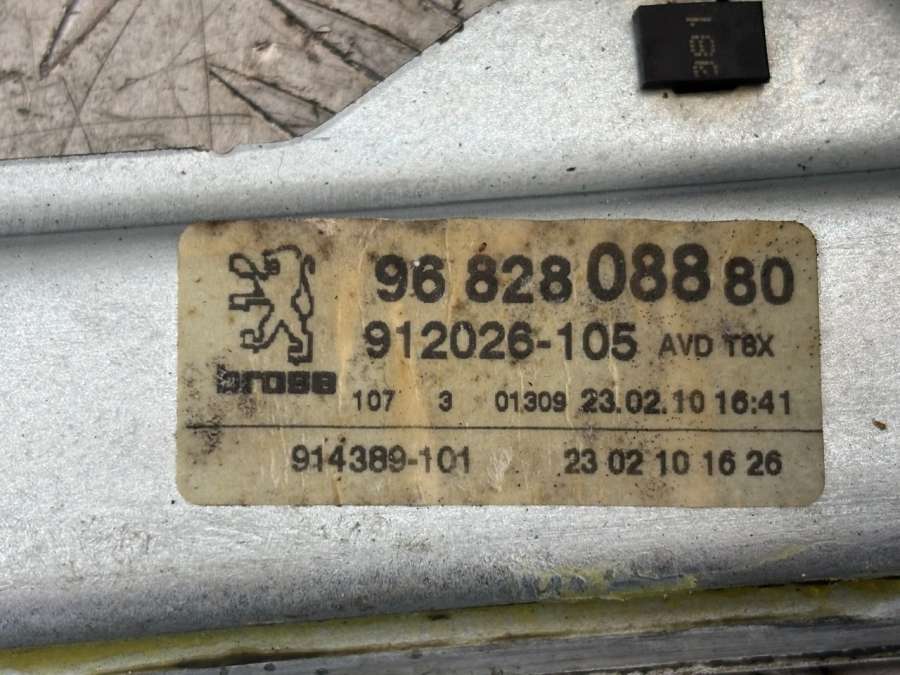 381
96 828 088 80
912026-105 AVD T8X
brose
107 3 01309 23.02.10 16:41
914389-101 23 02 10 16 26